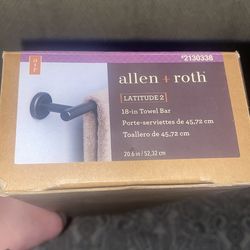 #2130338
allen + roth
LATITUDE 2
18-in Towel Bar
Porte-serviettes de 45,72 cm
Toallero de 45,72 cm
20.6 in / 52,32 cm